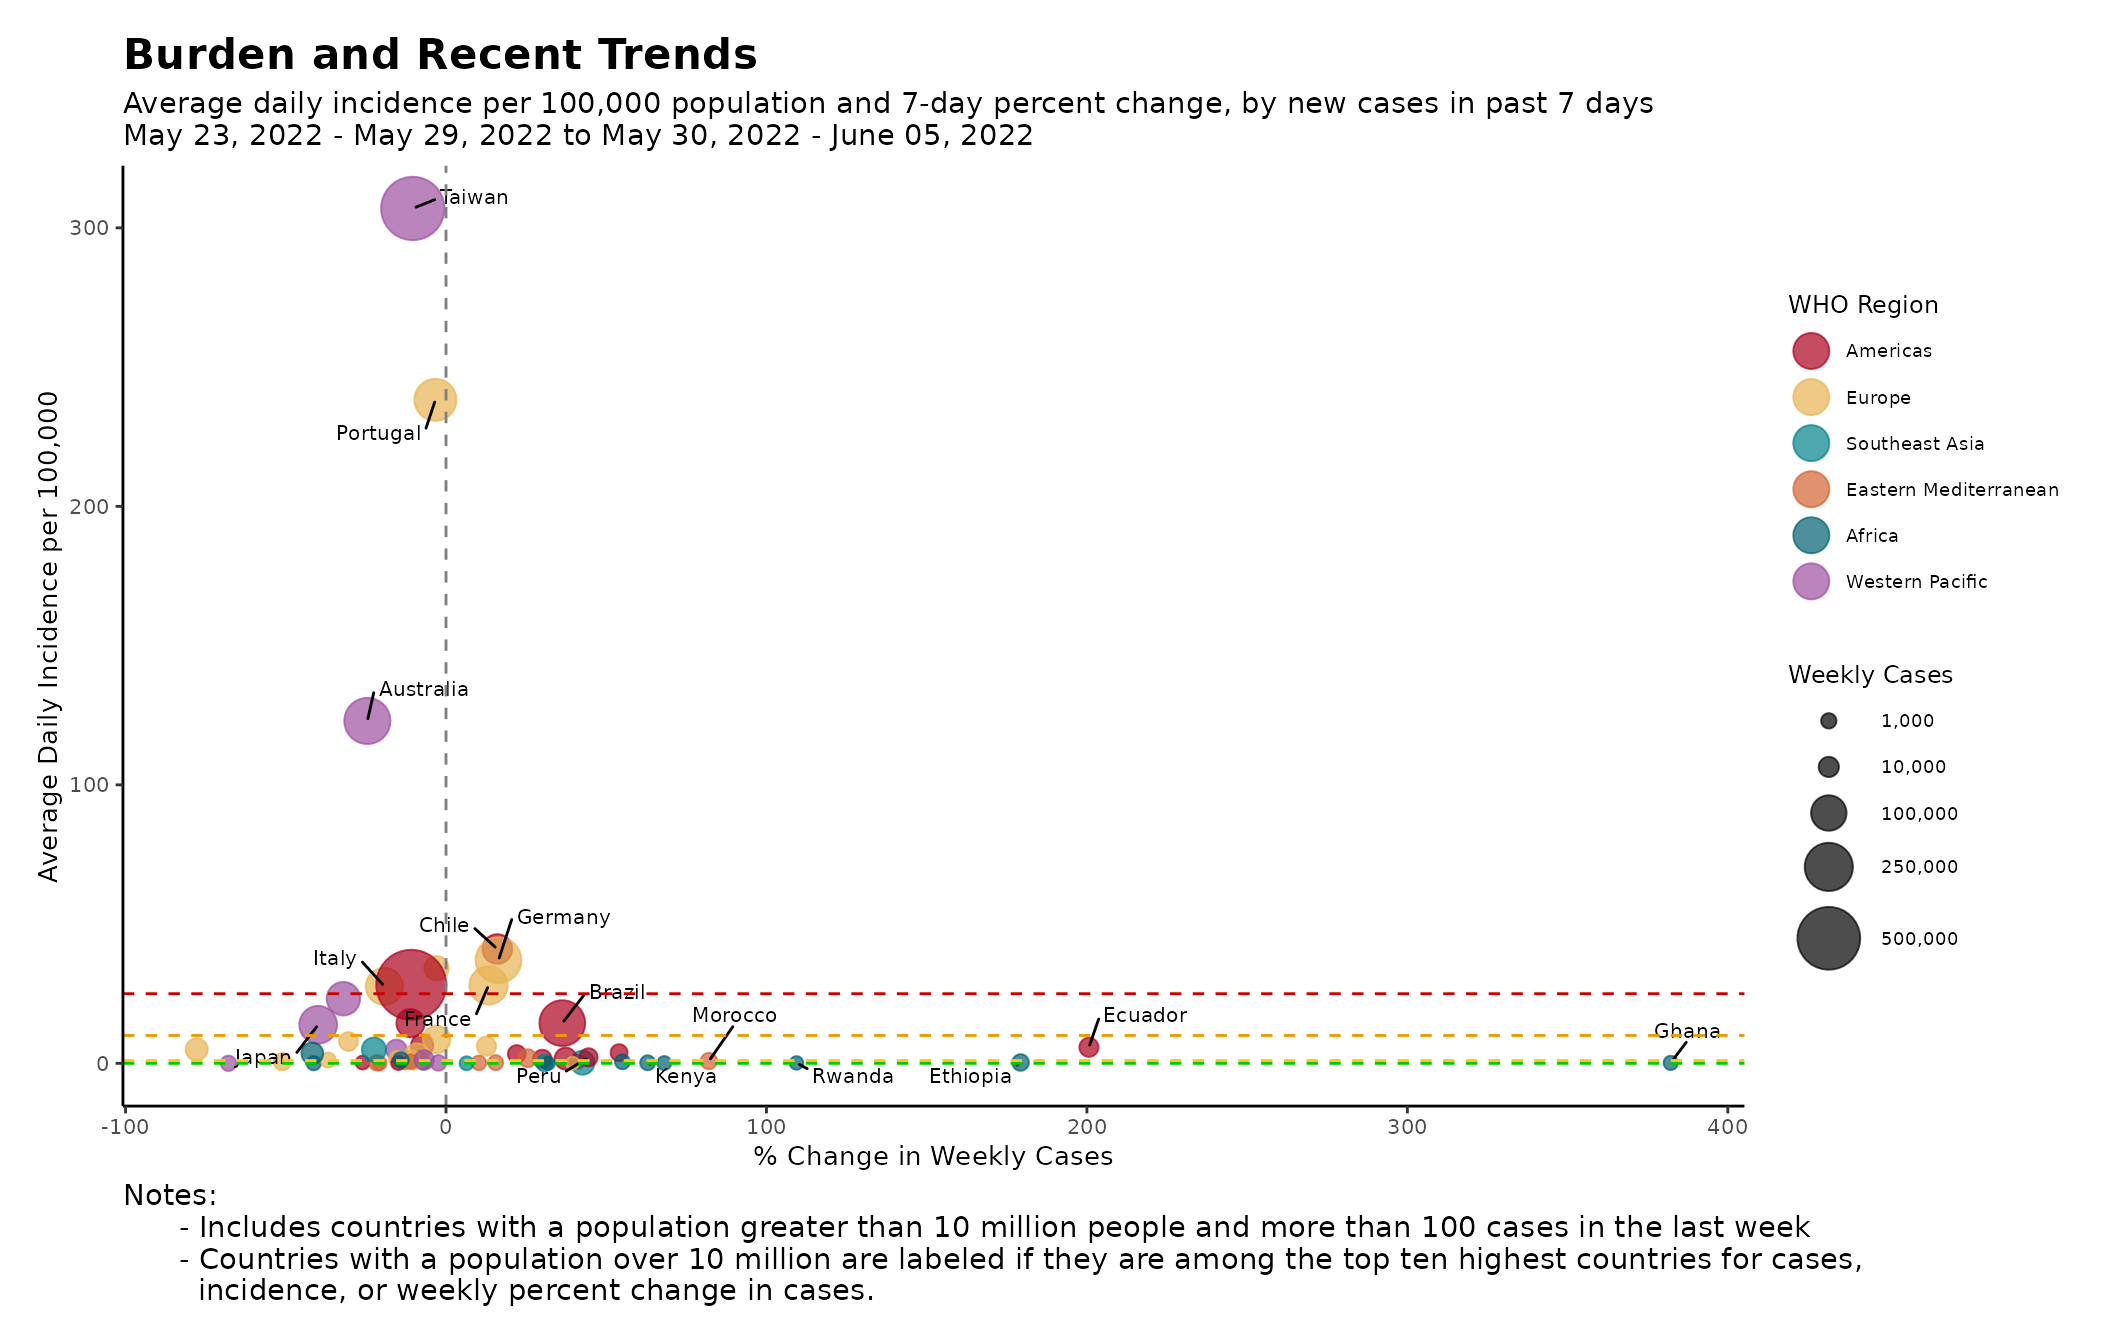 Burden and Recent Trends
Average daily incidence per 100,000 population and 7-day percent change, by new cases in past 7 days
May 23, 2022 - May 29, 2022 to May 30, 2022 - June 05, 2022
Average Daily Incidence per 100,000
300
200
100
0
Taiwan
Portugal
Australia
Chile
Germany
Italy
Brazil
France
Morocco
Ecuador
Ghana
Japan
Peru
Kenya
Rwanda
Ethiopia
-100
0
100
200
300
400
% Change in Weekly Cases
WHO Region
Americas
Europe
Southeast Asia
Eastern Mediterranean
Africa
Western Pacific
Weekly Cases
1,000
10,000
100,000
250,000
500,000
Notes:
- Includes countries with a population greater than 10 million people and more than 100 cases in the last week
- Countries with a population over 10 million are labeled if they are among the top ten highest countries for cases,
incidence, or weekly percent change in cases.